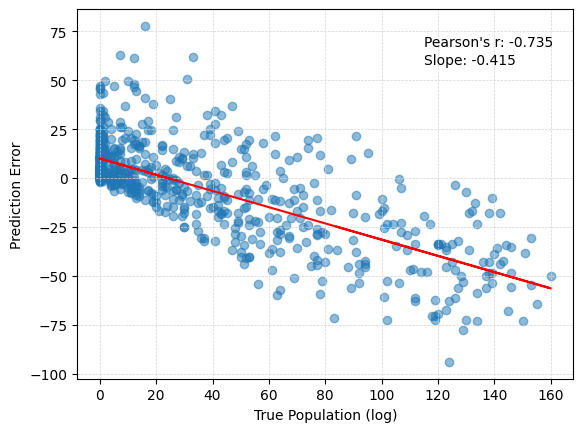 Pearson's r: -0.735
Slope: -0.415
Prediction Error
75
50
25
0
−25
−50
−75
−100
0 20 40 60 80 100 120 140 160
True Population (log)